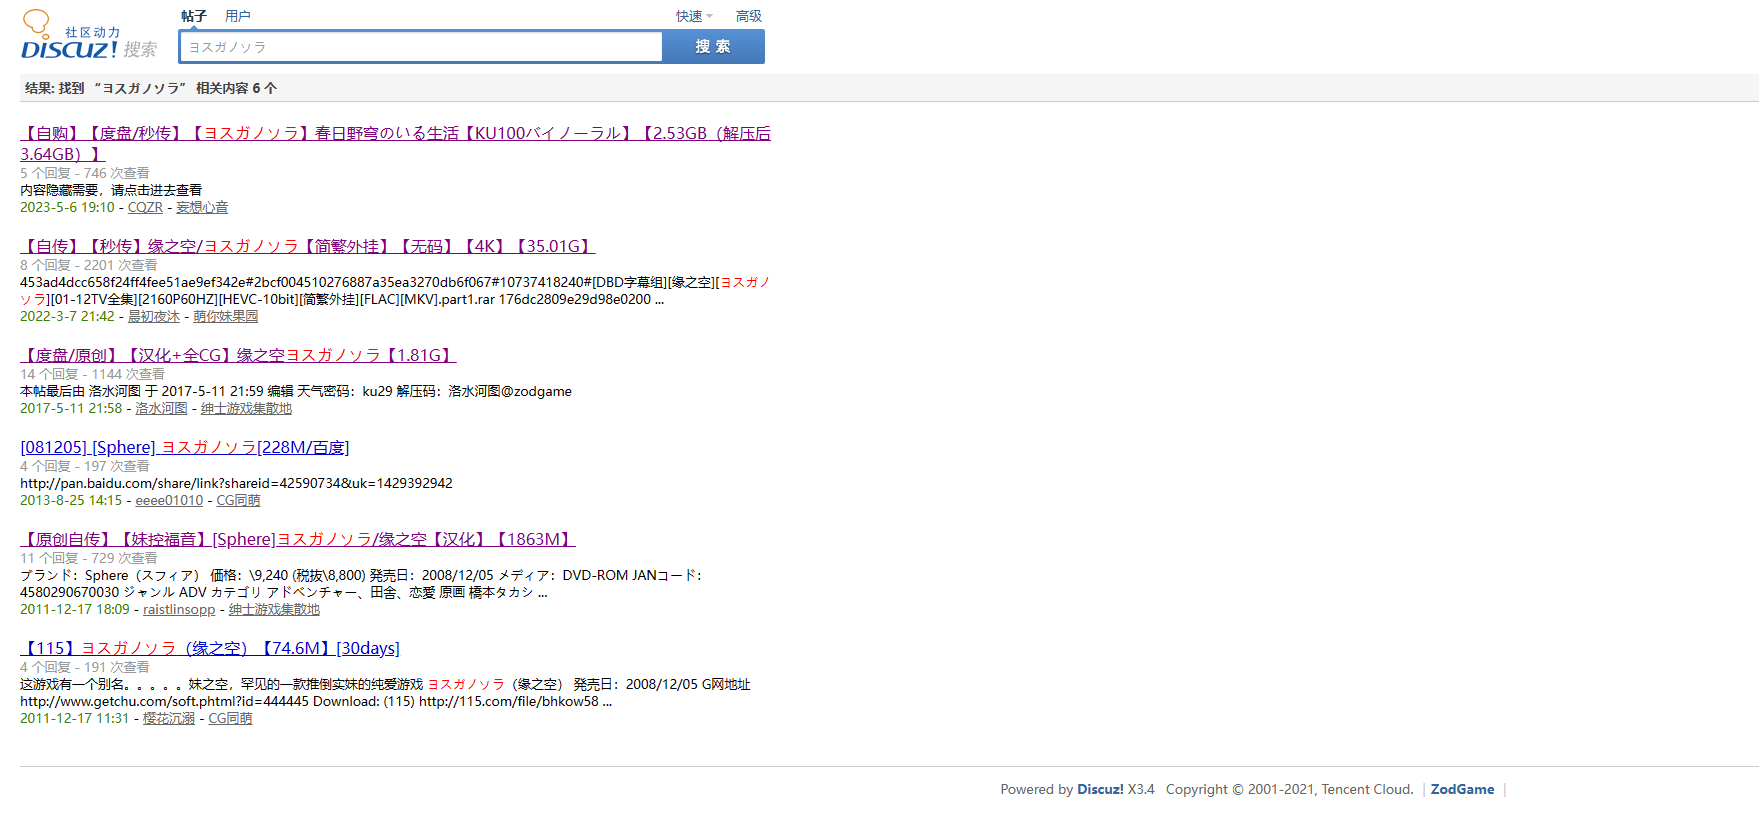 帖子 用户 快速 高级
社区动力
DISCUZ! 搜索
ヨスガノソラ 搜 索
结果: 找到 “ヨスガノソラ” 相关内容 6 个
【自购】【度盘/秒传】【ヨスガノソラ】春日野穹のいる生活【KU100バイノーラル】【2.53GB（解压后
3.64GB）】
5 个回复 - 746 次查看
内容隐藏需要，请点击进去查看
2023-5-6 19:10 - CQZR - 妄想心音
【自传】【秒传】缘之空/ヨスガノソラ【简繁外挂】【无码】【4K】【35.01G】
8 个回复 - 2201 次查看
453ad4dcc658f24ff4fee51ae9ef342e#2bcf004510276887a35ea3270db6f067#10737418240#[DBD字幕组][缘之空][ヨスガノ
ソラ][01-12TV全集][2160P60HZ][HEVC-10bit][简繁外挂][FLAC][MKV].part1.rar 176dc2809e29d98e0200 ...
2022-3-7 21:42 - 晨初夜沐 - 萌你妹果园
【度盘/原创】【汉化+全CG】缘之空ヨスガノソラ【1.81G】
14 个回复 - 1144 次查看
本帖最后由 洛水河图 于 2017-5-11 21:59 编辑 天气密码：ku29 解压码：洛水河图@zodgame
2017-5-11 21:58 - 洛水河图 - 绅士游戏集散地
[081205] [Sphere] ヨスガノソラ[228M/百度]
4 个回复 - 197 次查看
http://pan.baidu.com/share/link?shareid=42590734&uk=1429392942
2013-8-25 14:15 - eeee01010 - CG同萌
【原创自传】【妹控福音】[Sphere]ヨスガノソラ/缘之空【汉化】【1863M】
11 个回复 - 729 次查看
ブランド：Sphere（スフィア） 価格：\9,240 (税抜\8,800) 発売日：2008/12/05 メディア：DVD-ROM JANコード：
4580290670030 ジャンル ADV カテゴリ アドベンチャー、田舎、恋愛 原画 橋本タカシ ...
2011-12-17 18:09 - raistlinsopp - 绅士游戏集散地
【115】ヨスガノソラ（缘之空）【74.6M】[30days]
4 个回复 - 191 次查看
这游戏有一个别名。。。。。妹之空，罕见的一款推倒实妹的纯爱游戏 ヨスガノソラ（缘之空） 発売日：2008/12/05 G网地址
http://www.getchu.com/soft.phtml?id=444445 Download: (115) http://115.com/file/bhkow58 ...
2011-12-17 11:31 - 樱花沉溺 - CG同萌
Powered by Discuz! X3.4 Copyright © 2001-2021, Tencent Cloud. | ZodGame |